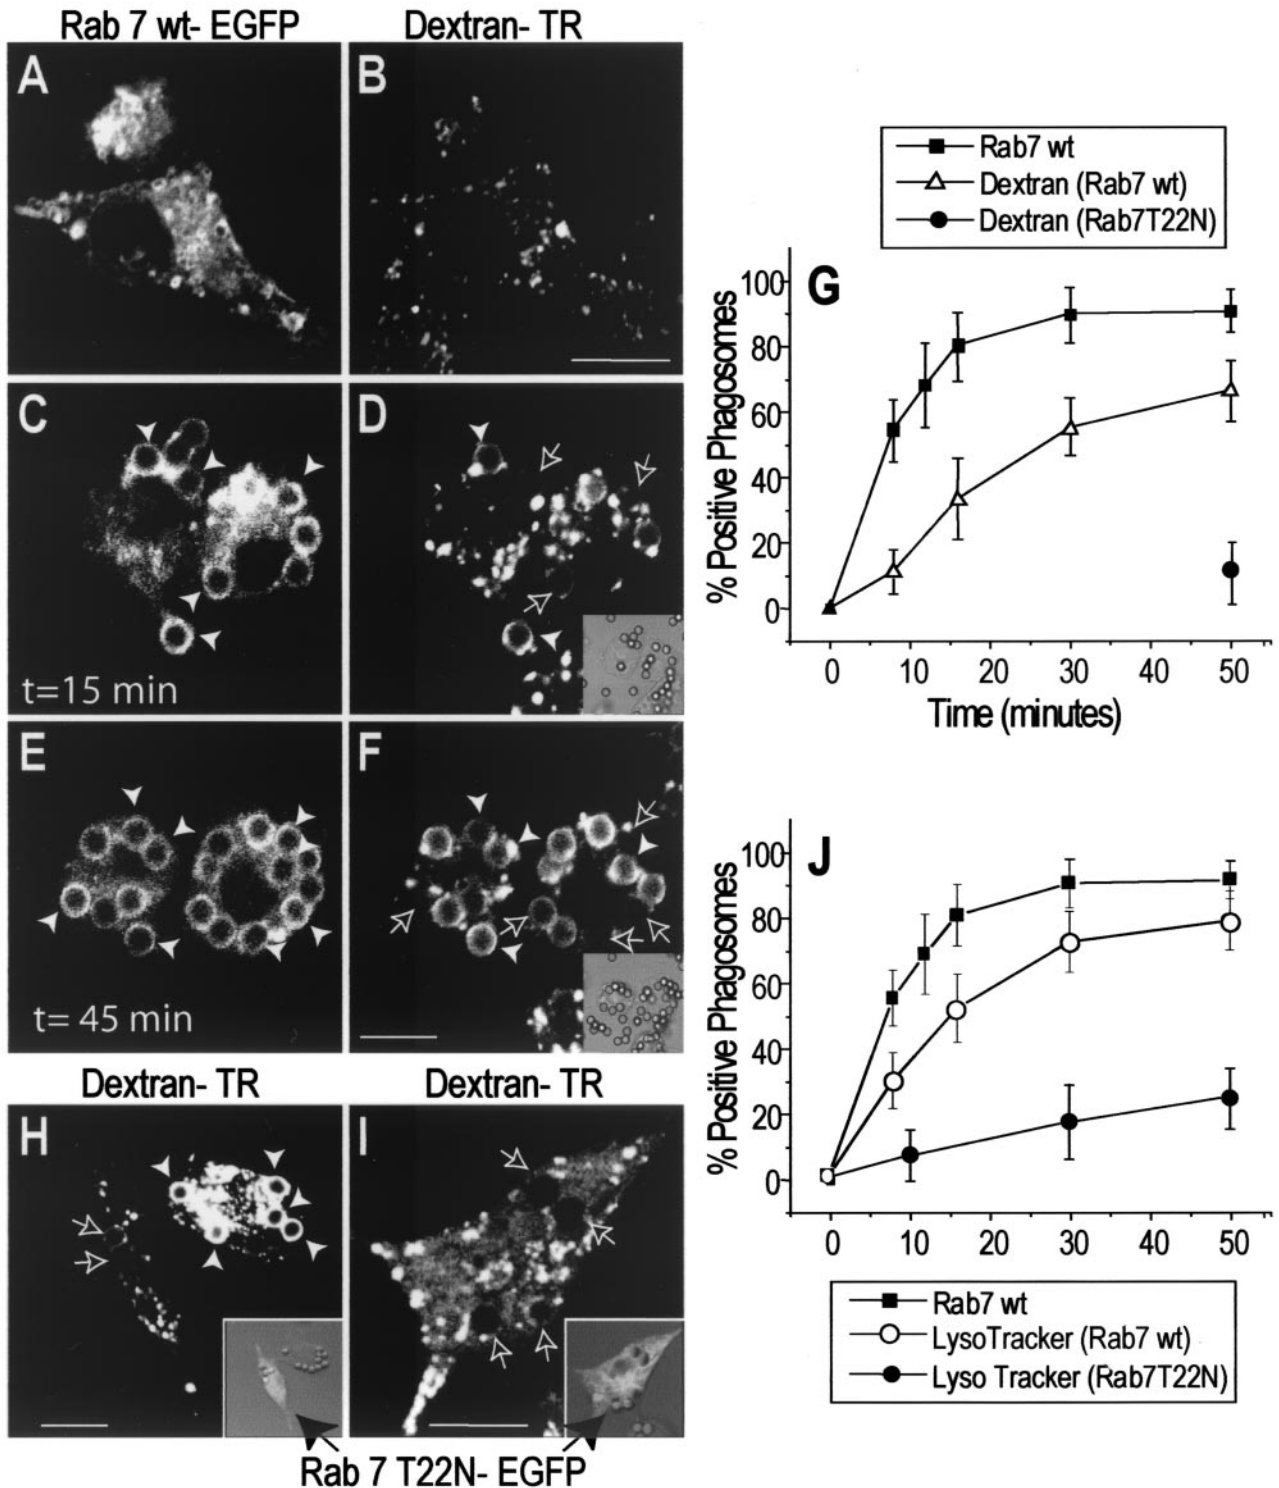 Rab 7 wt- EGFP
Dextran- TR
A
B
C
t=15 min
D
E
t= 45 min
F
Dextran- TR
Dextran- TR
H
I
Rab 7 T22N- EGFP
Rab7 wt
Dextran (Rab7 wt)
Dextran (Rab7T22N)
G
% Positive Phagosomes
100
80
60
40
20
0
0 10 20 30 40 50
Time (minutes)
J
% Positive Phagosomes
100
80
60
40
20
0
0 10 20 30 40 50
Rab7 wt
LysoTracker (Rab7 wt)
Lyso Tracker (Rab7T22N)